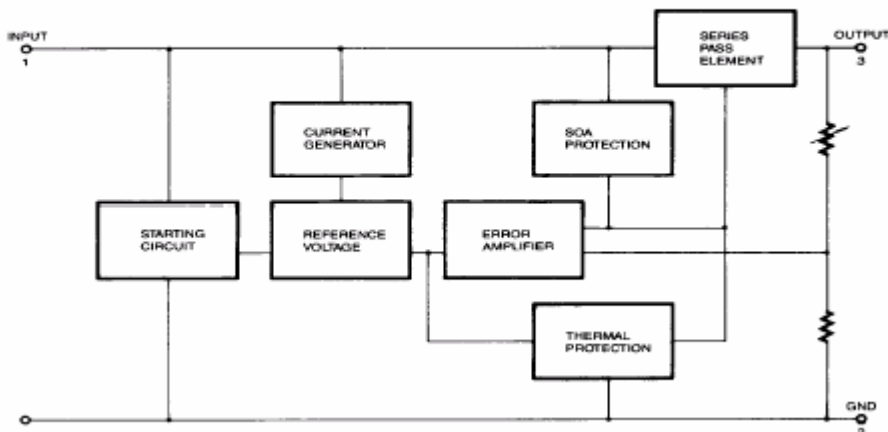 INPUT
1
SERIES
PASS
ELEMENT
OUTPUT
3
CURRENT
GENERATOR
SOA
PROTECTION
STARTING
CIRCUIT
REFERENCE
VOLTAGE
ERROR
AMPLIFIER
THERMAL
PROTECTION
GND